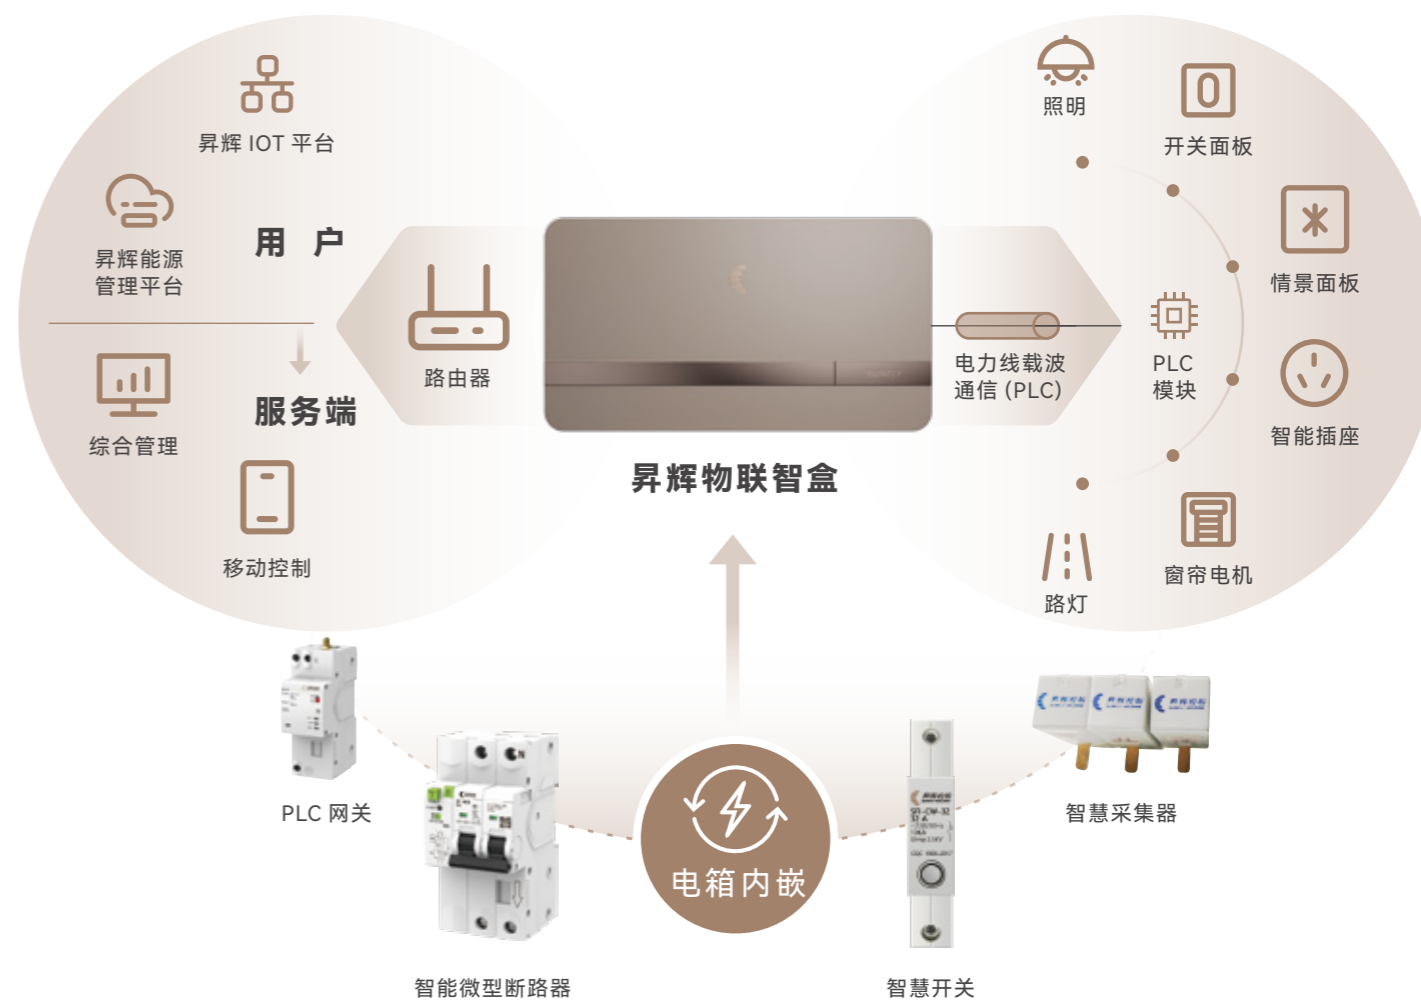 昇辉 IOT 平台
昇辉能源
管理平台
用 户
服务端
综合管理
移动控制
路由器
昇辉物联智盒
电力线载波
通信 (PLC)
PLC
模块
照明
开关面板
情景面板
智能插座
窗帘电机
路灯
PLC 网关
智能微型断路器
电箱内嵌
智慧开关
智慧采集器